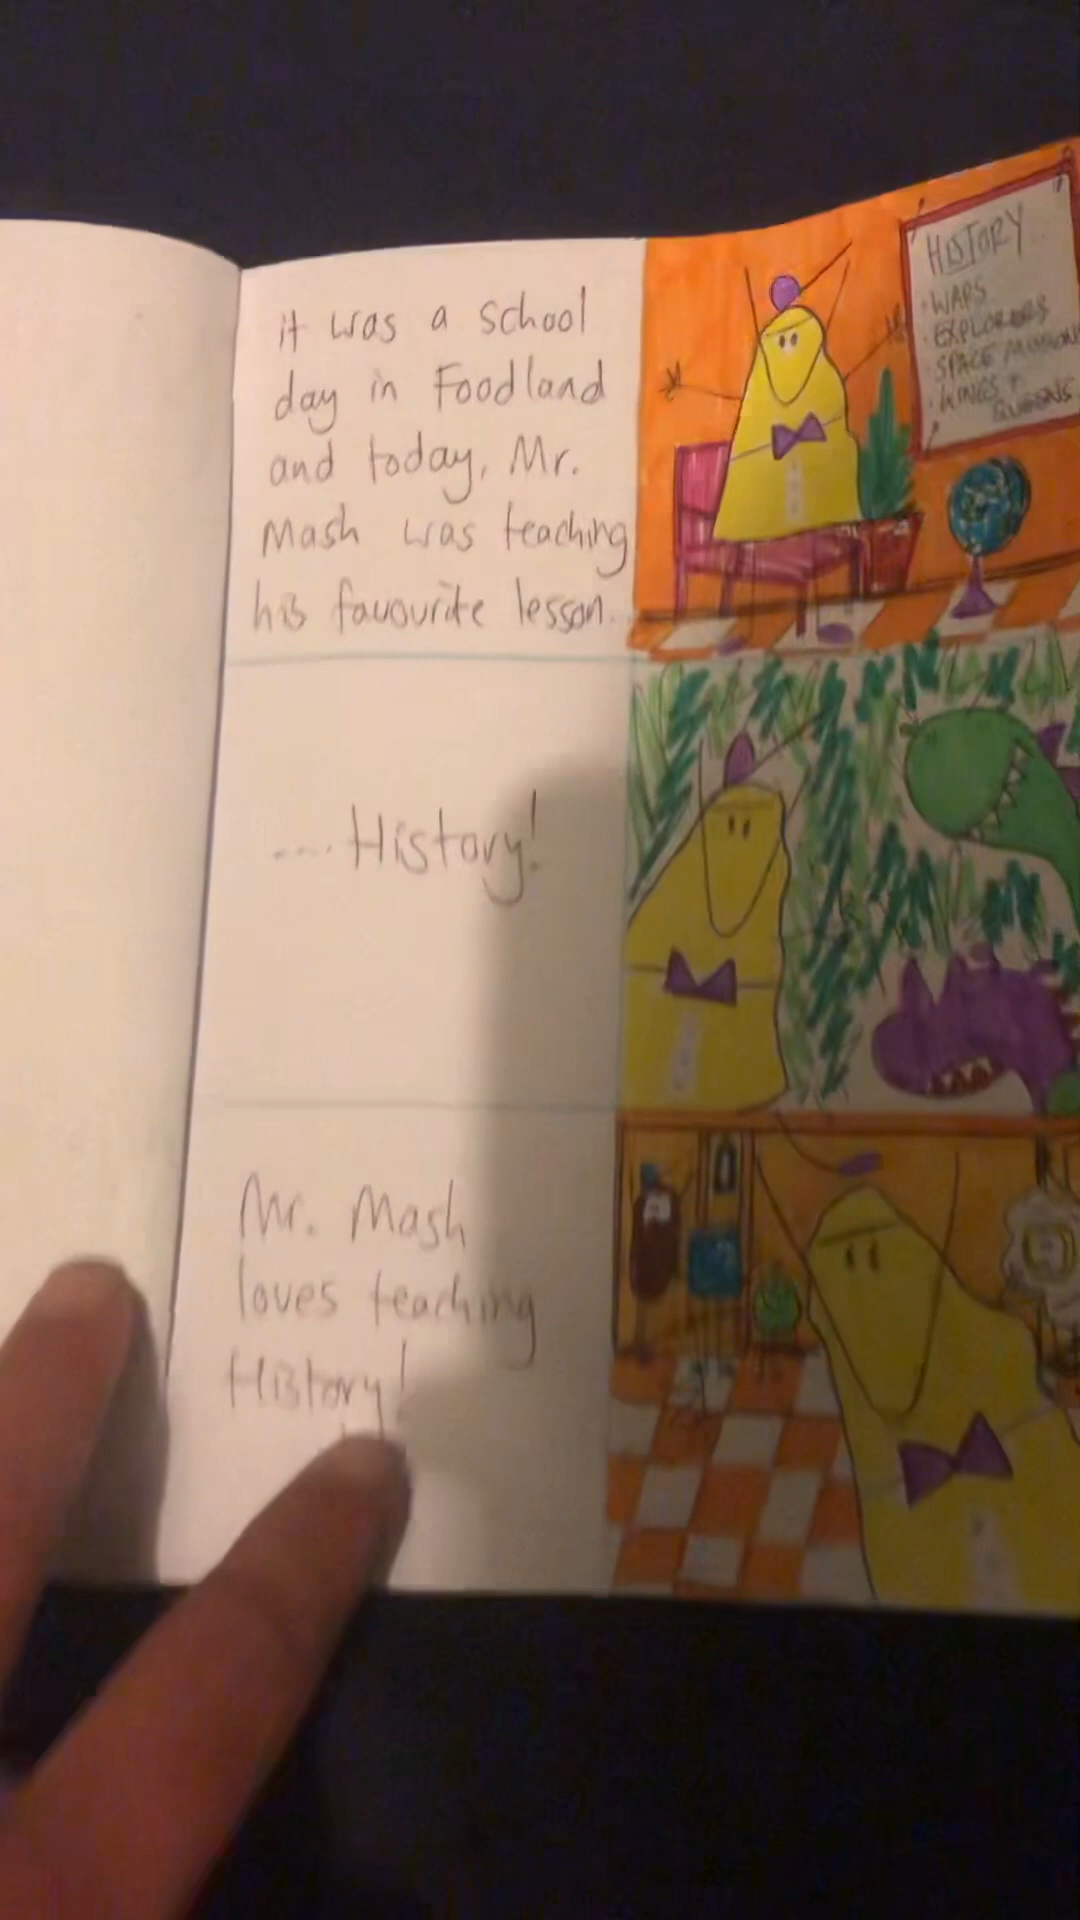 it was a school
day in Foodland
and today, Mr.
Mash was teaching
his favourite lesson.
HISTORY
· WARS
· EXPLORERS
· SPACE MISSIONS
· KINGS +
QUEENS
.... History!
Mr. Mash
loves teaching
History!